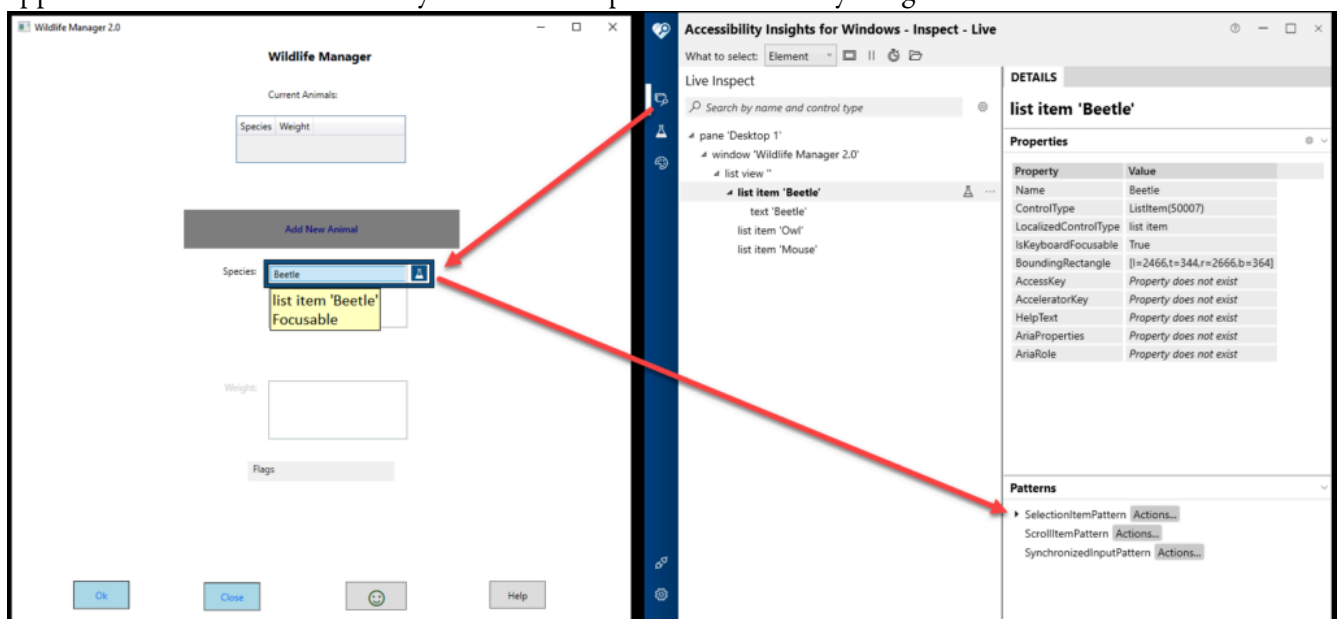 Wildlife Manager 2.0
Wildlife Manager
Current Animals:
Species Weight
Add New Animal
Species:
Beetle
list item 'Beetle'
Focusable
Weight:
Flags
Ok
Close
Help
Accessibility Insights for Windows - Inspect - Live
What to select: Element
Live Inspect
Search by name and control type
pane 'Desktop 1'
window 'Wildlife Manager 2.0'
list view ''
list item 'Beetle'
text 'Beetle'
list item 'Owl'
list item 'Mouse'
DETAILS
list item 'Beetle'
Properties
Property Value
Name Beetle
ControlType ListItem(50007)
LocalizedControlType list item
IsKeyboardFocusable True
BoundingRectangle [l=2466,t=344,r=2666,b=364]
AccessKey Property does not exist
AcceleratorKey Property does not exist
HelpText Property does not exist
AriaProperties Property does not exist
AriaRole Property does not exist
Patterns
SelectionItemPattern Actions...
ScrollItemPattern Actions...
SynchronizedInputPattern Actions...